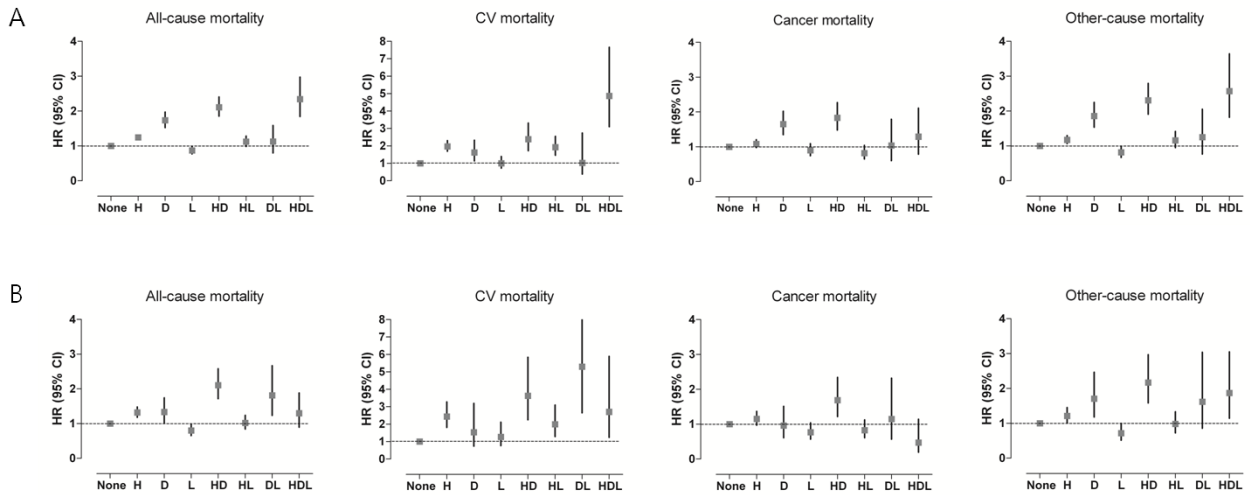 A
All-cause mortality
HR (95% CI)
4
3
2
1
0
None H D L HD HL DL HDL
CV mortality
HR (95% CI)
8
7
6
5
4
3
2
1
0
None H D L HD HL DL HDL
Cancer mortality
HR (95% CI)
4
3
2
1
0
None H D L HD HL DL HDL
Other-cause mortality
HR (95% CI)
4
3
2
1
0
None H D L HD HL DL HDL
B
All-cause mortality
HR (95% CI)
4
3
2
1
0
None H D L HD HL DL HDL
CV mortality
HR (95% CI)
8
7
6
5
4
3
2
1
0
None H D L HD HL DL HDL
Cancer mortality
HR (95% CI)
4
3
2
1
0
None H D L HD HL DL HDL
Other-cause mortality
HR (95% CI)
4
3
2
1
0
None H D L HD HL DL HDL